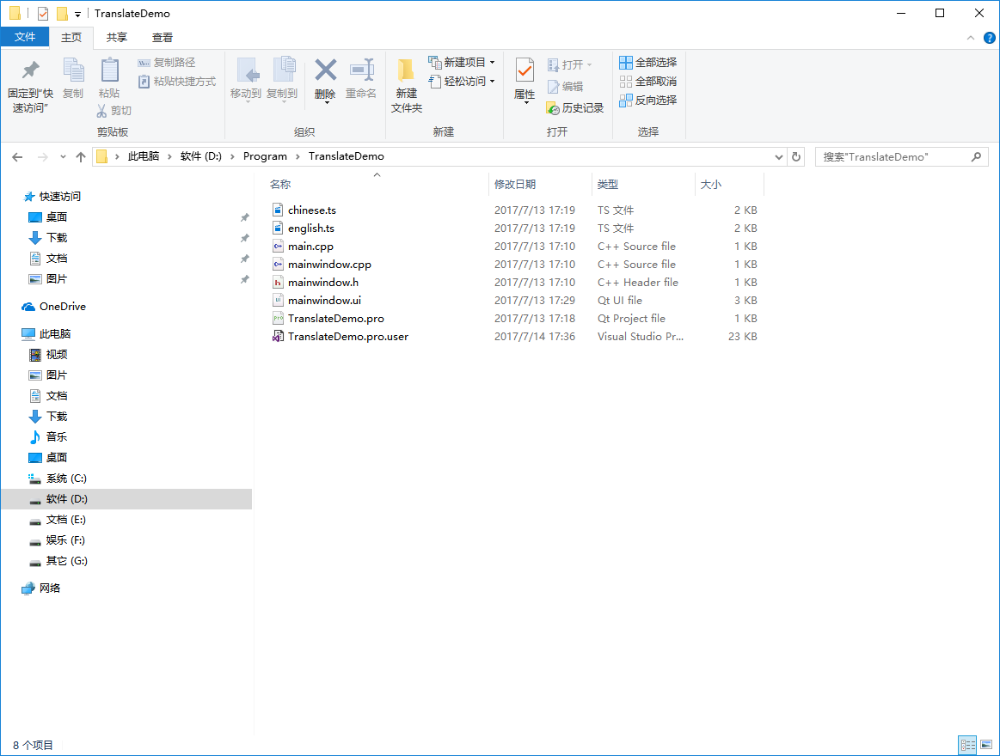 TranslateDemo
文件 主页 共享 查看
固定到"快速访问"
复制
粘贴
复制路径
粘贴快捷方式
剪切
剪贴板
移动到
复制到
删除
重命名
组织
新建文件夹
新建项目
轻松访问
新建
属性
打开
编辑
历史记录
打开
全部选择
全部取消
反向选择
选择
此电脑 > 软件 (D:) > Program > TranslateDemo
搜索"TranslateDemo"
快速访问
桌面
下载
文档
图片
OneDrive
此电脑
视频
图片
文档
下载
音乐
桌面
系统 (C:)
软件 (D:)
文档 (E:)
娱乐 (F:)
其它 (G:)
网络
名称 修改日期 类型 大小
chinese.ts 2017/7/13 17:19 TS 文件 2 KB
english.ts 2017/7/13 17:19 TS 文件 2 KB
main.cpp 2017/7/13 17:10 C++ Source file 1 KB
mainwindow.cpp 2017/7/13 17:10 C++ Source file 1 KB
mainwindow.h 2017/7/13 17:10 C++ Header file 1 KB
mainwindow.ui 2017/7/13 17:29 Qt UI file 3 KB
TranslateDemo.pro 2017/7/13 17:18 Qt Project file 1 KB
TranslateDemo.pro.user 2017/7/14 17:36 Visual Studio Pr... 23 KB
8 个项目